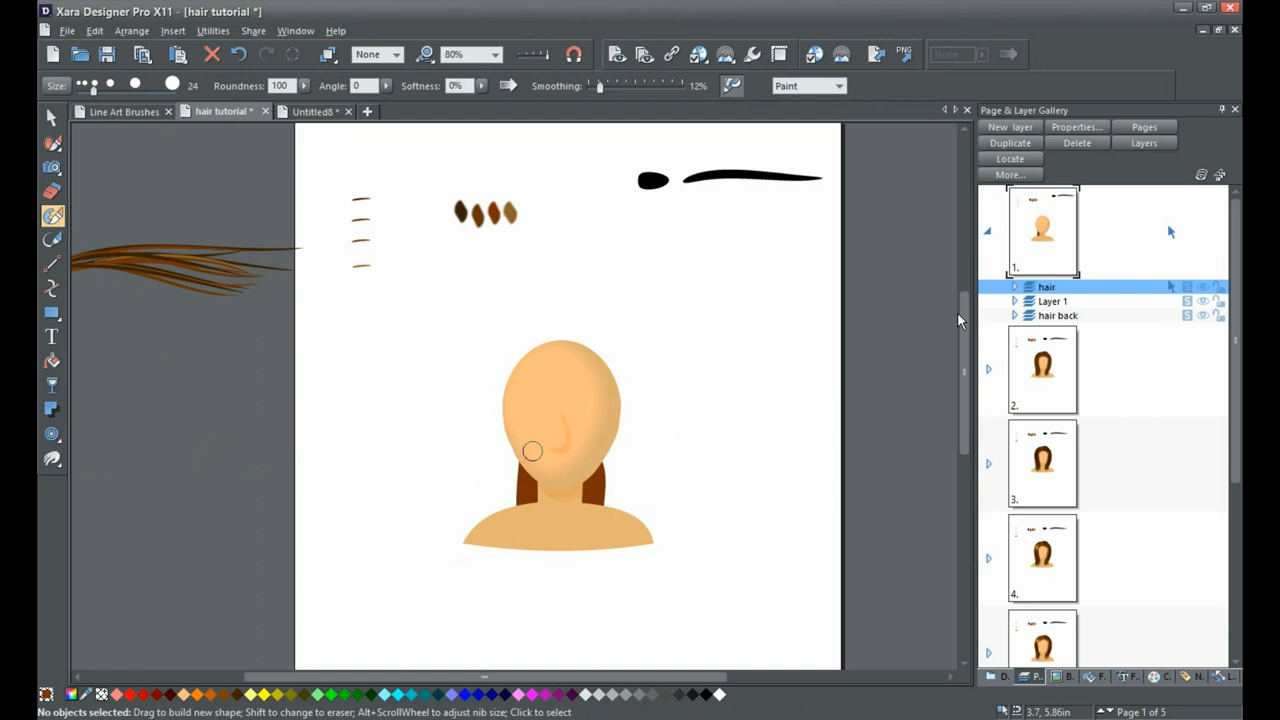 Xara Designer Pro X11 - [hair tutorial *]
File Edit Arrange Insert Utilities Share Window Help
None 80% PNG
Size: 24 Roundness: 100 Angle: 0 Softness: 0% Smoothing: 12% Paint
Line Art Brushes hair tutorial * Untitled8 *
Page & Layer Gallery
New layer Properties... Pages
Duplicate Delete Layers
Locate
More...
1.
hair S
Layer 1 S
hair back S
2.
3.
4.
T
D. P.. B. F. F.. C. N. L..
No objects selected: Drag to build new shape; Shift to change to eraser; Alt+ScrollWheel to adjust nib size; Click to select
3.7, 5.86in Page 1 of 5